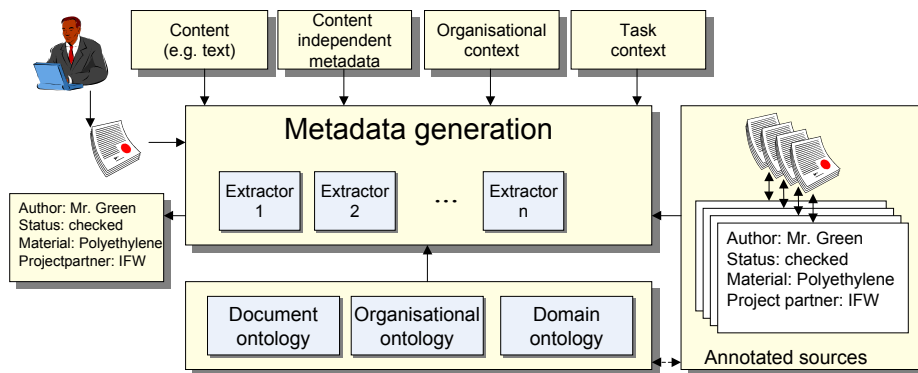 Content
(e.g. text)
Content
independent
metadata
Organisational
context
Task
context
Metadata generation
Extractor
1
Extractor
2
...
Extractor
n
Author: Mr. Green
Status: checked
Material: Polyethylene
Projectpartner: IFW
Author: Mr. Green
Status: checked
Material: Polyethylene
Project partner: IFW
Annotated sources
Document
ontology
Organisational
ontology
Domain
ontology